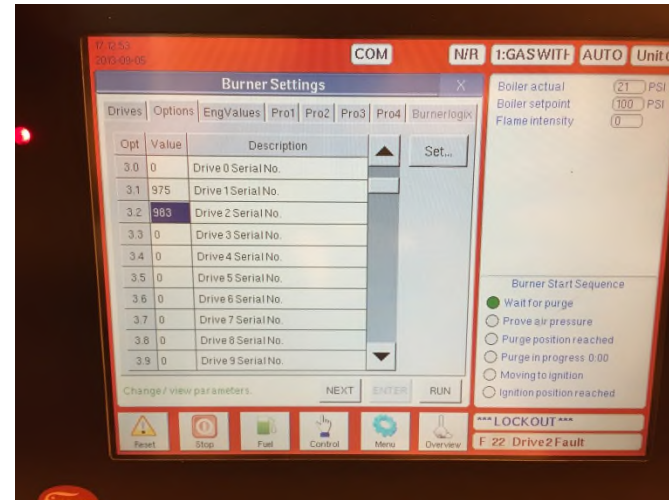 17:12:53
2013-09-05
COM
N/R
1:GASWITH
AUTO
Unit
Burner Settings
X
Drives
Options
EngValues
Pro1
Pro2
Pro3
Pro4
Burnerlogix
Opt Value Description
Set...
3.0 0 Drive 0 Serial No.
3.1 975 Drive 1 Serial No.
3.2 983 Drive 2 Serial No.
3.3 0 Drive 3 Serial No.
3.4 0 Drive 4 Serial No.
3.5 0 Drive 5 Serial No.
3.6 0 Drive 6 Serial No.
3.7 0 Drive 7 Serial No.
3.8 0 Drive 8 Serial No.
3.9 0 Drive 9 Serial No.
Change / view parameters.
NEXT
ENTER
RUN
Boiler actual 21 PSI
Boiler setpoint 100 PSI
Flame intensity 0
Burner Start Sequence
Wait for purge
Prove air pressure
Purge position reached
Purge in progress 0:00
Moving to ignition
Ignition position reached
Reset
Stop
Fuel
Control
Menu
Overview
*** LOCKOUT ***
F 22 Drive 2 Fault